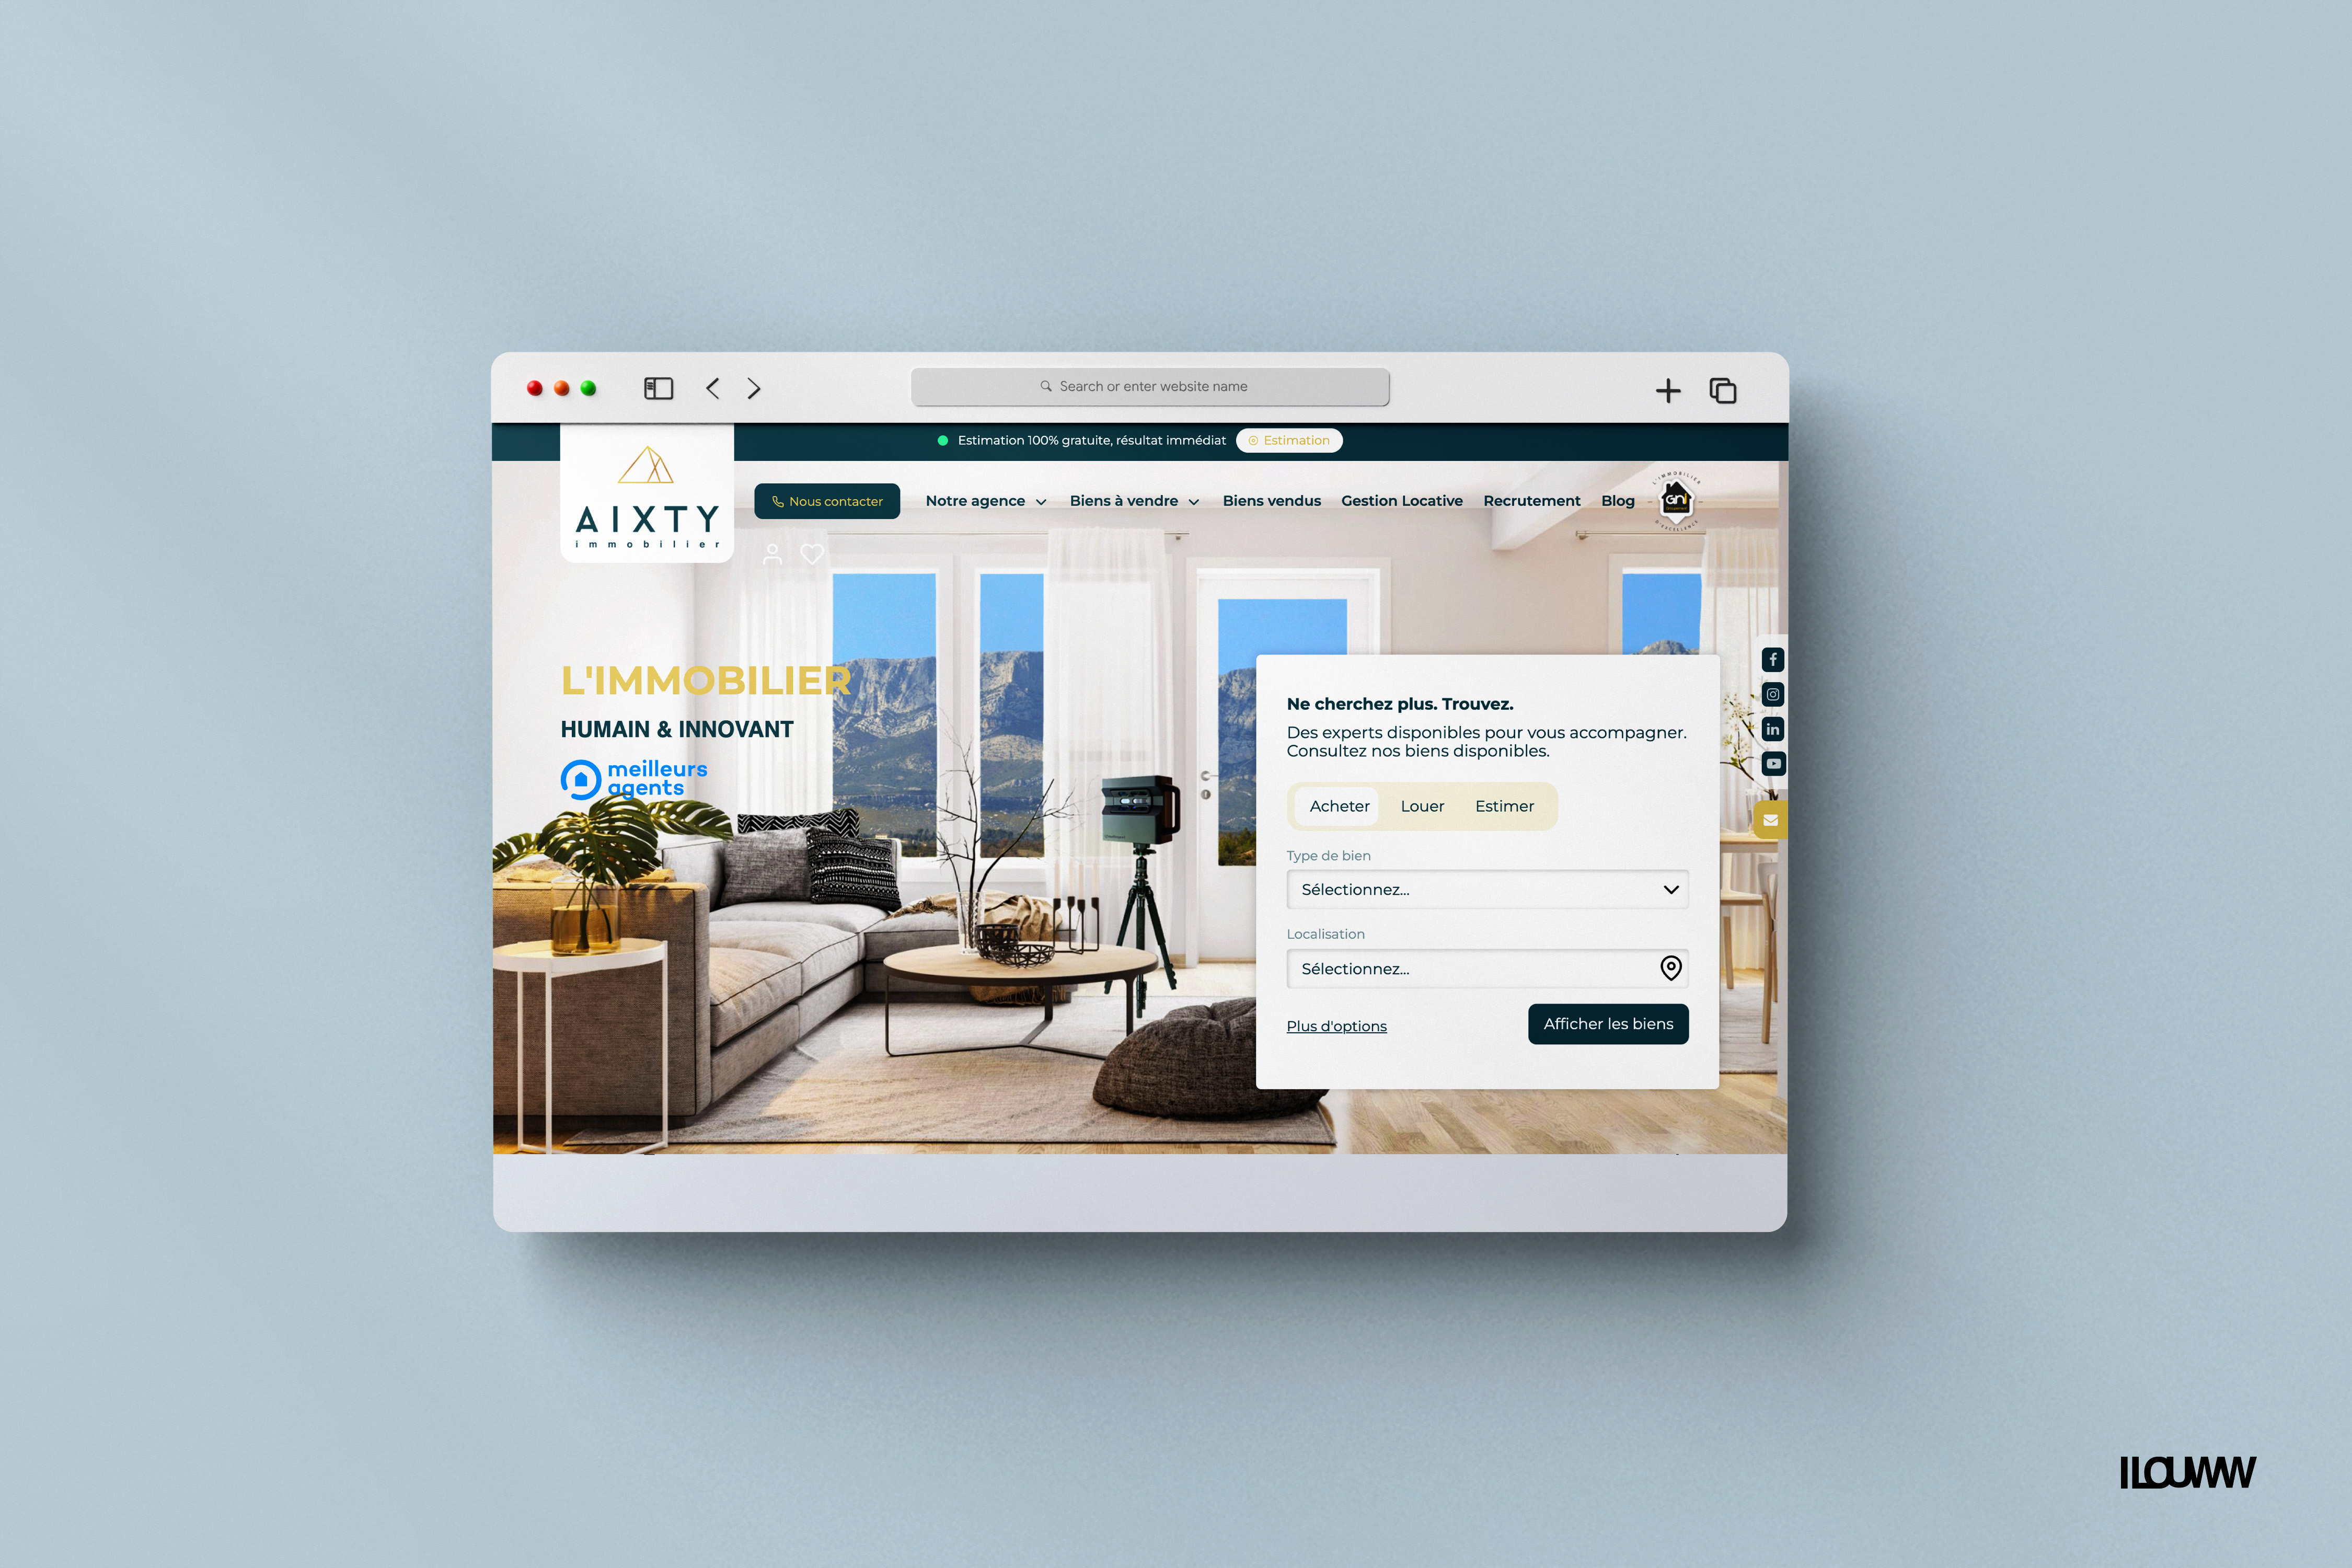 Search or enter website name
Estimation 100% gratuite, résultat immédiat
Estimation
AIXTY
immobilier
Nous contacter
Notre agence
Biens à vendre
Biens vendus
Gestion Locative
Recrutement
Blog
L'IMMOBILIER
GNI
D'EXCELLENCE
L'IMMOBILIER
HUMAIN & INNOVANT
meilleurs
agents
Ne cherchez plus. Trouvez.
Des experts disponibles pour vous accompagner.
Consultez nos biens disponibles.
Acheter
Louer
Estimer
Type de bien
Sélectionnez...
Localisation
Sélectionnez...
Plus d'options
Afficher les biens
ILOUWW